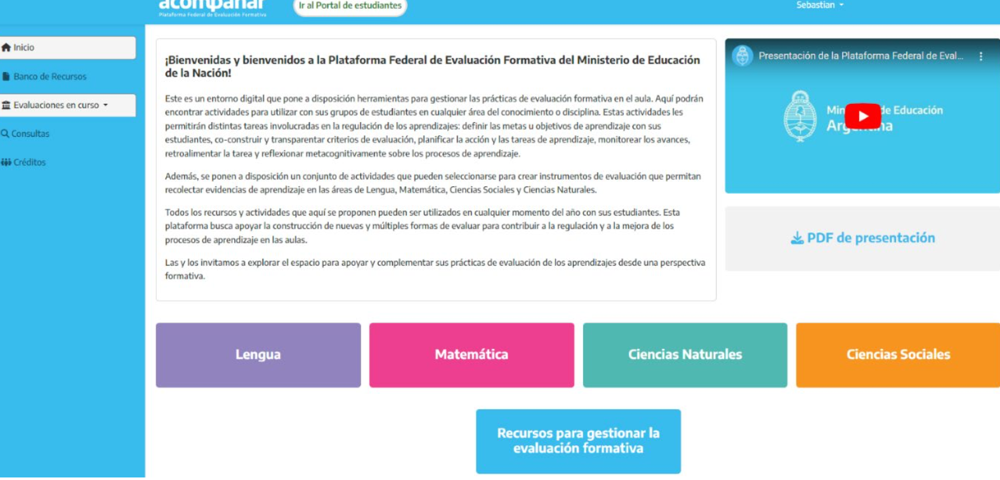 acompañar
Plataforma Federal de Evaluación Formativa
Ir al Portal de estudiantes
Sebastian
Inicio
Banco de Recursos
Evaluaciones en curso
Consultas
Créditos
¡Bienvenidas y bienvenidos a la Plataforma Federal de Evaluación Formativa del Ministerio de Educación
de la Nación!
Este es un entorno digital que pone a disposición herramientas para gestionar las prácticas de evaluación formativa en el aula. Aquí podrán
encontrar actividades para utilizar con sus grupos de estudiantes en cualquier área del conocimiento o disciplina. Estas actividades les
permitirán distintas tareas involucradas en la regulación de los aprendizajes: definir las metas u objetivos de aprendizaje con sus
estudiantes, co-construir y transparentar criterios de evaluación, planificar la acción y las tareas de aprendizaje, monitorear los avances,
retroalimentar la tarea y reflexionar metacognitivamente sobre los procesos de aprendizaje.
Además, se ponen a disposición un conjunto de actividades que pueden seleccionarse para crear instrumentos de evaluación que permitan
recolectar evidencias de aprendizaje en las áreas de Lengua, Matemática, Ciencias Sociales y Ciencias Naturales.
Todos los recursos y actividades que aquí se proponen pueden ser utilizados en cualquier momento del año con sus estudiantes. Esta
plataforma busca apoyar la construcción de nuevas y múltiples formas de evaluar para contribuir a la regulación y a la mejora de los
procesos de aprendizaje en las aulas.
Las y los invitamos a explorar el espacio para apoyar y complementar sus prácticas de evaluación de los aprendizajes desde una perspectiva
formativa.
Presentación de la Plataforma Federal de Eval...
de Educación
PDF de presentación
Lengua
Matemática
Ciencias Naturales
Ciencias Sociales
Recursos para gestionar la
evaluación formativa